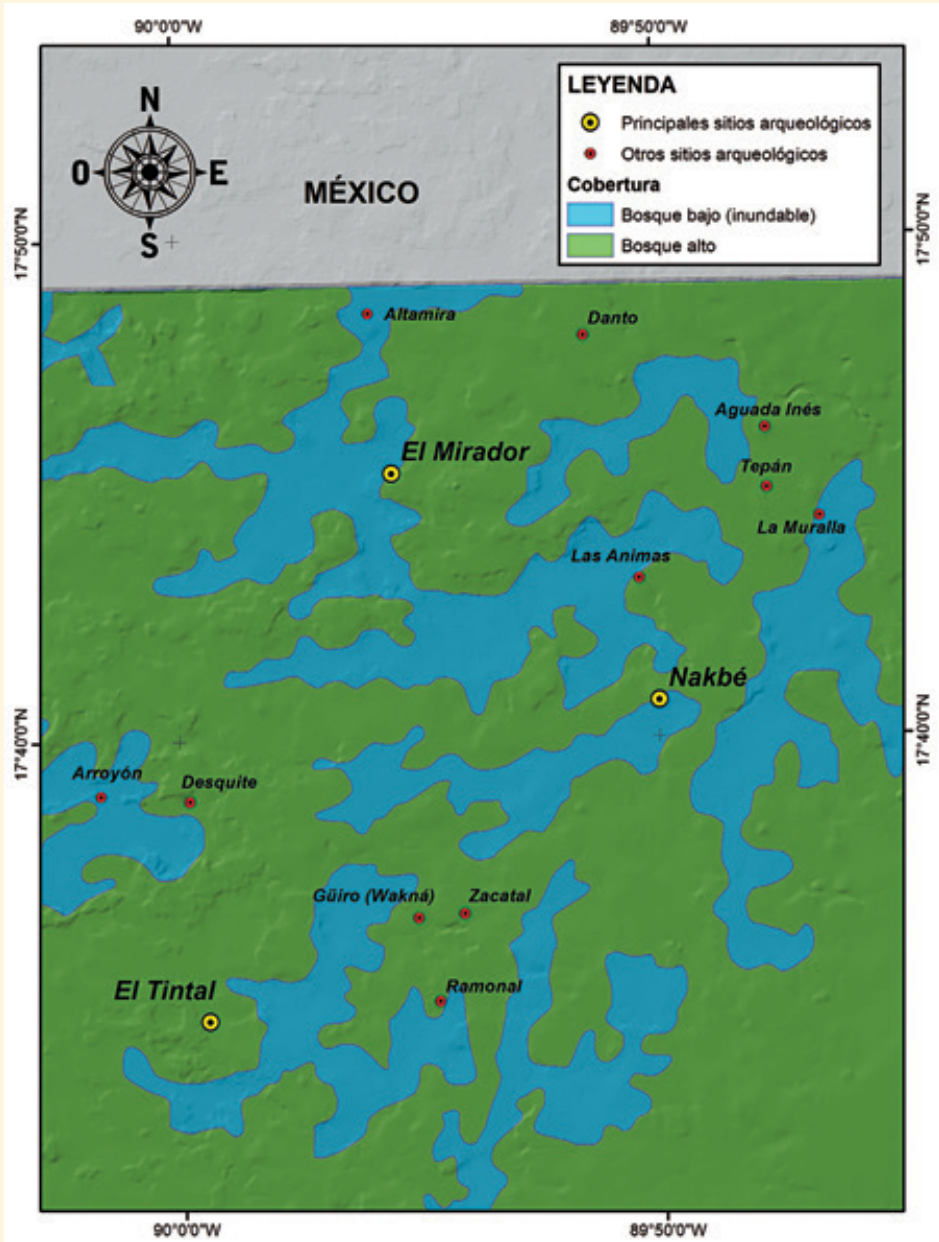 90°0'0"W
89°50'0"W
LEYENDA
Principales sitios arqueológicos
Otros sitios arqueológicos
Cobertura
Bosque bajo (inundable)
Bosque alto
N
O
E
S
MÉXICO
17°50'0"N
17°50'0"N
Altamira
Danto
Aguada Inés
El Mirador
Tepán
La Muralla
Las Animas
Nakbé
17°40'0"N
17°40'0"N
Arroyón
Desquite
Güiro (Wakná)
Zacatal
El Tintal
Ramonal
90°0'0"W
89°50'0"W